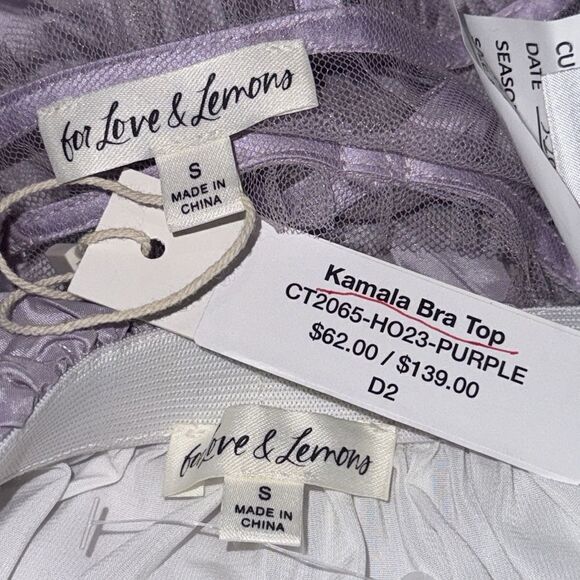 for Love & Lemons
S
MADE IN
CHINA
CU
DATE
SEASO
Kamala Bra Top
CT2065-HO23-PURPLE
$62.00 / $139.00
D2
for Love & Lemons
S
MADE IN
CHINA